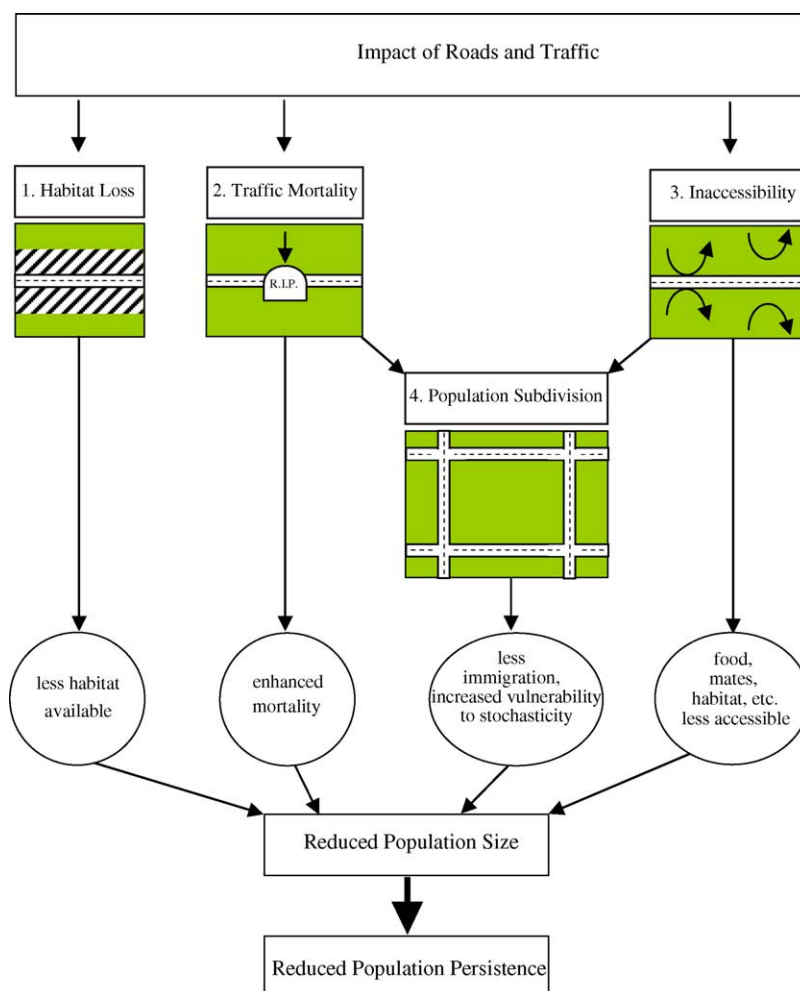 Impact of Roads and Traffic
1. Habitat Loss
2. Traffic Mortality
3. Inaccessibility
R.I.P.
4. Population Subdivision
less habitat
available
enhanced
mortality
less
immigration,
increased vulnerability
to stochasticity
food,
mates,
habitat, etc.
less accessible
Reduced Population Size
Reduced Population Persistence